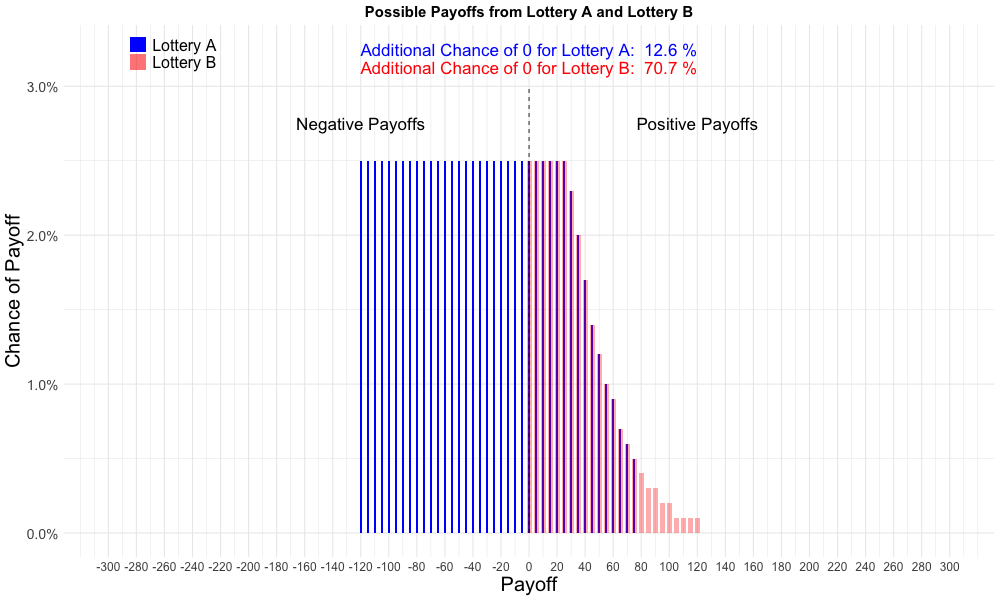 Possible Payoffs from Lottery A and Lottery B
Lottery A
Lottery B
Additional Chance of 0 for Lottery A: 12.6 %
Additional Chance of 0 for Lottery B: 70.7 %
3.0%
Negative Payoffs
Positive Payoffs
2.0%
Chance of Payoff
1.0%
0.0%
-300 -280 -260 -240 -220 -200 -180 -160 -140 -120 -100 -80 -60 -40 -20 0 20 40 60 80 100 120 140 160 180 200 220 240 260 280 300
Payoff